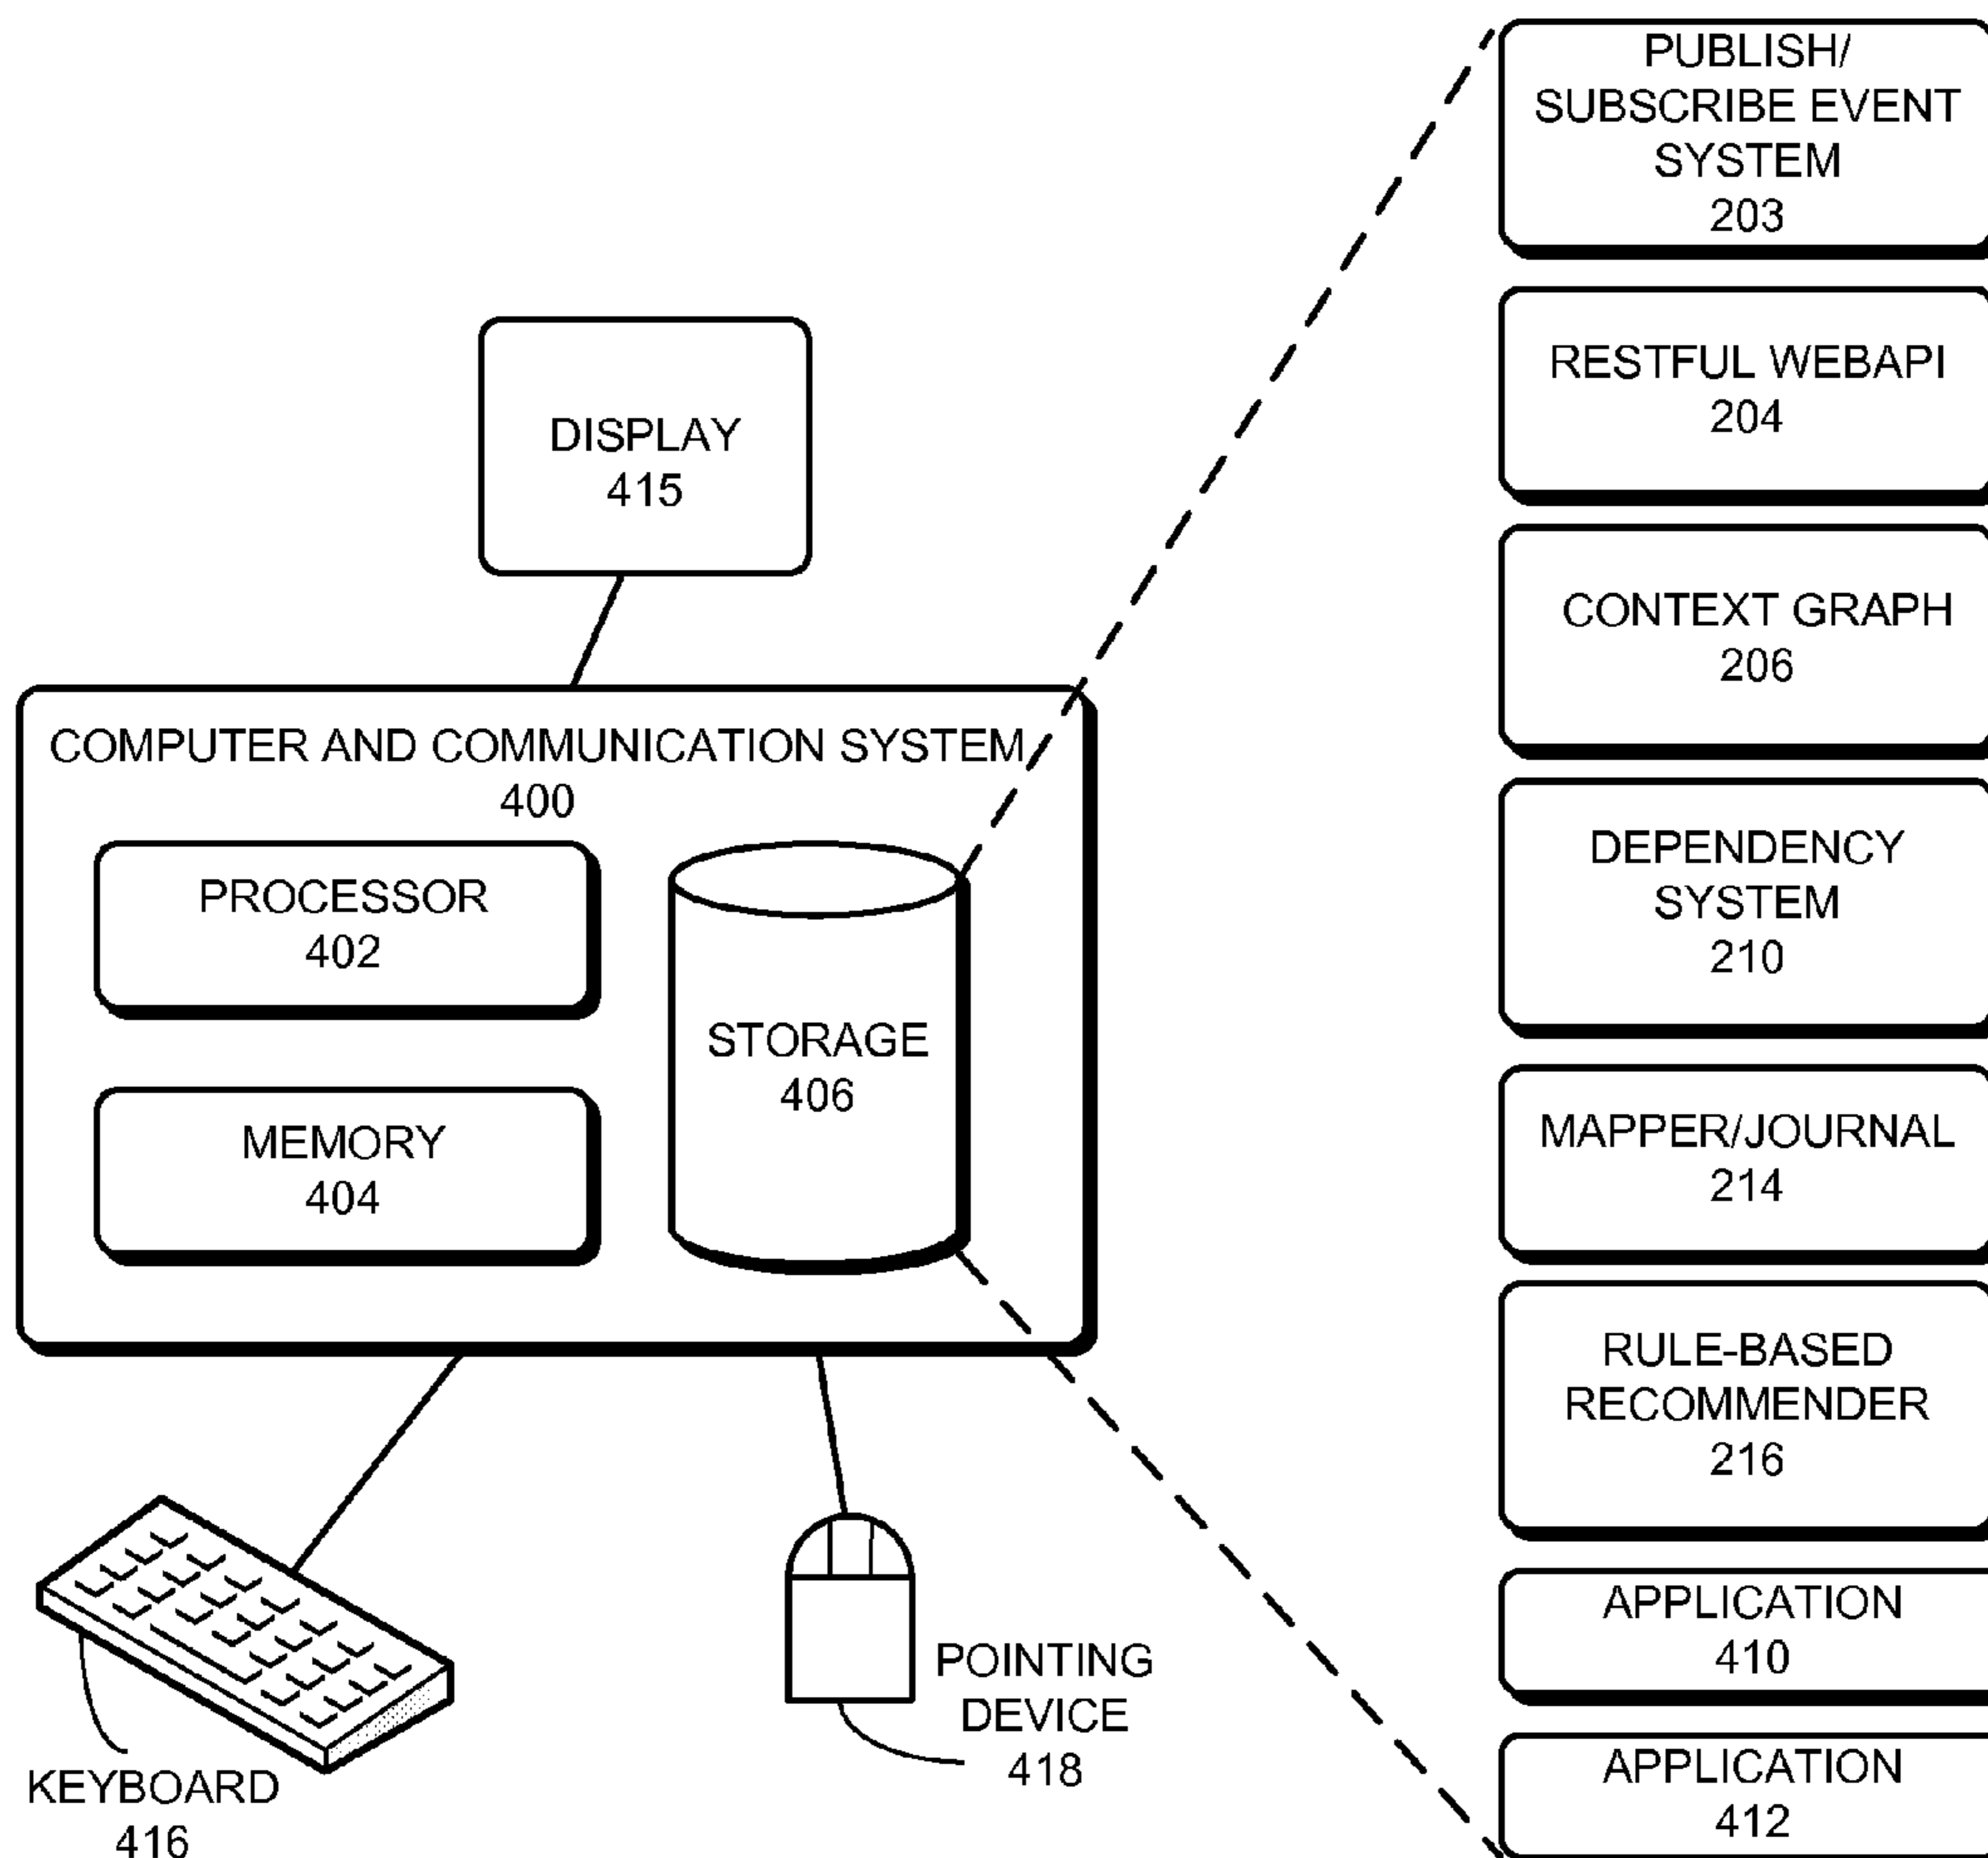 PUBLISH/
SUBSCRIBE EVENT
SYSTEM
203
RESTFUL WEBAPI
204
DISPLAY
415
CONTEXT GRAPH
206
COMPUTER AND COMMUNICATION SYSTEM
400
PROCESSOR
402
MEMORY
404
STORAGE
406
DEPENDENCY
SYSTEM
210
MAPPER/JOURNAL
214
RULE-BASED
RECOMMENDER
216
APPLICATION
410
APPLICATION
412
KEYBOARD
416
POINTING
DEVICE
418